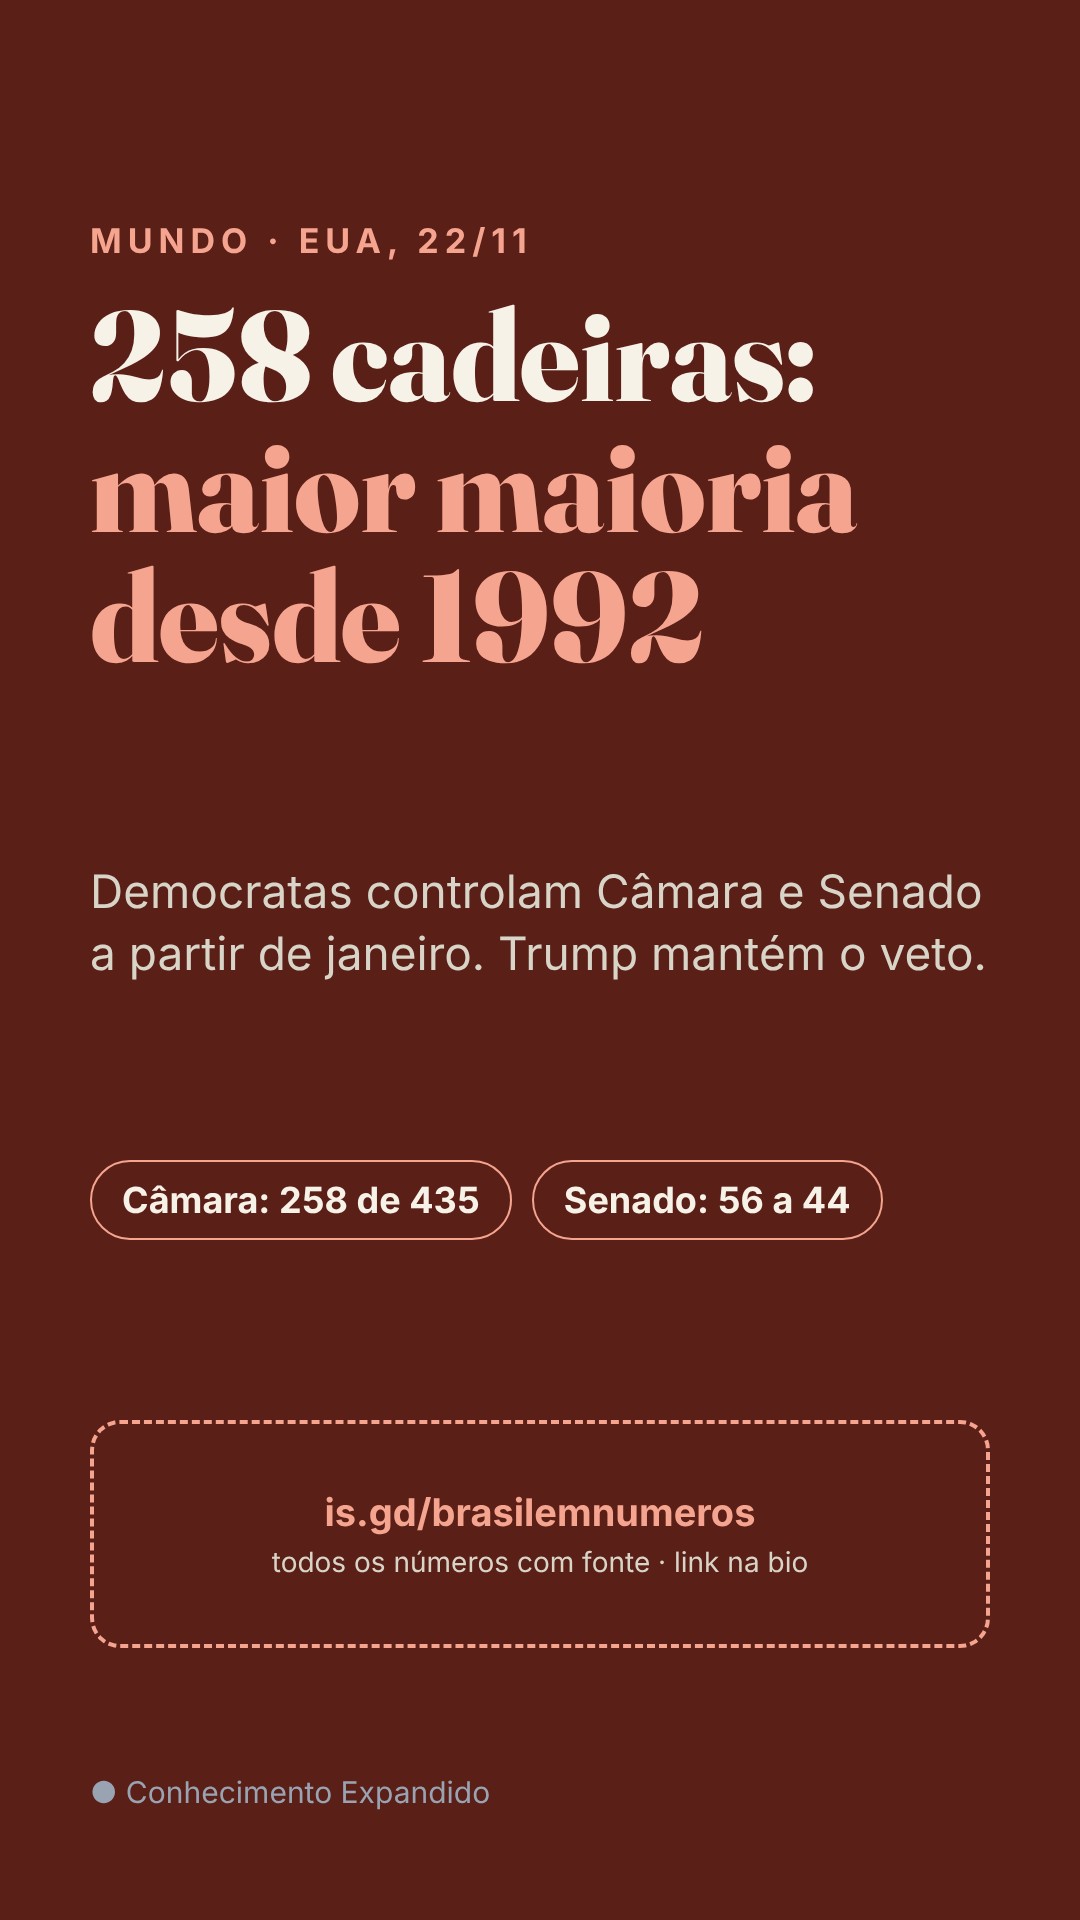 MUNDO · EUA, 22/11
258 cadeiras:
maior maioria
desde 1992
Democratas controlam Câmara e Senado
a partir de janeiro. Trump mantém o veto.
Câmara: 258 de 435
Senado: 56 a 44
is.gd/brasilemnumeros
todos os números com fonte · link na bio
Conhecimento Expandido